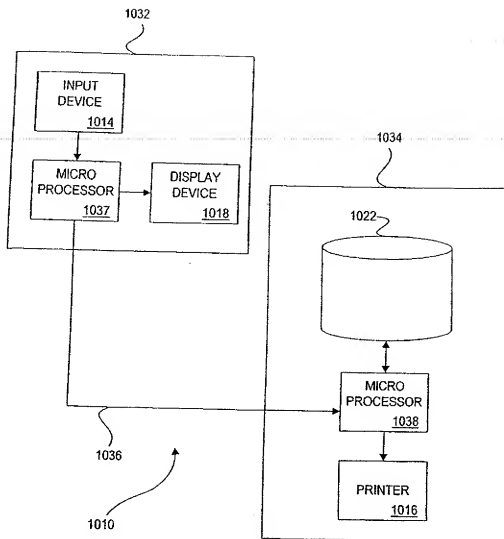 1032
INPUT
DEVICE
1014
MICRO
PROCESSOR
1037
DISPLAY
DEVICE
1018
1034
1022
MICRO
PROCESSOR
1038
1036
PRINTER
1016
1010